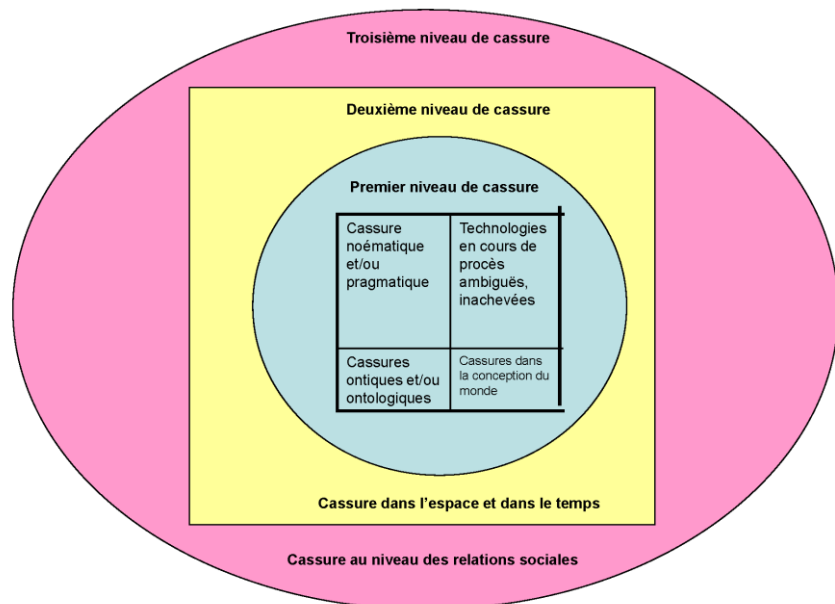 Troisième niveau de cassure
Deuxième niveau de cassure
Premier niveau de cassure
Cassure
noématique
et/ou
pragmatique
Technologies
en cours de
procès
ambiguës,
inachevées
Cassures
ontiques et/ou
ontologiques
Cassures dans
la conception du
monde
Cassure dans l'espace et dans le temps
Cassure au niveau des relations sociales